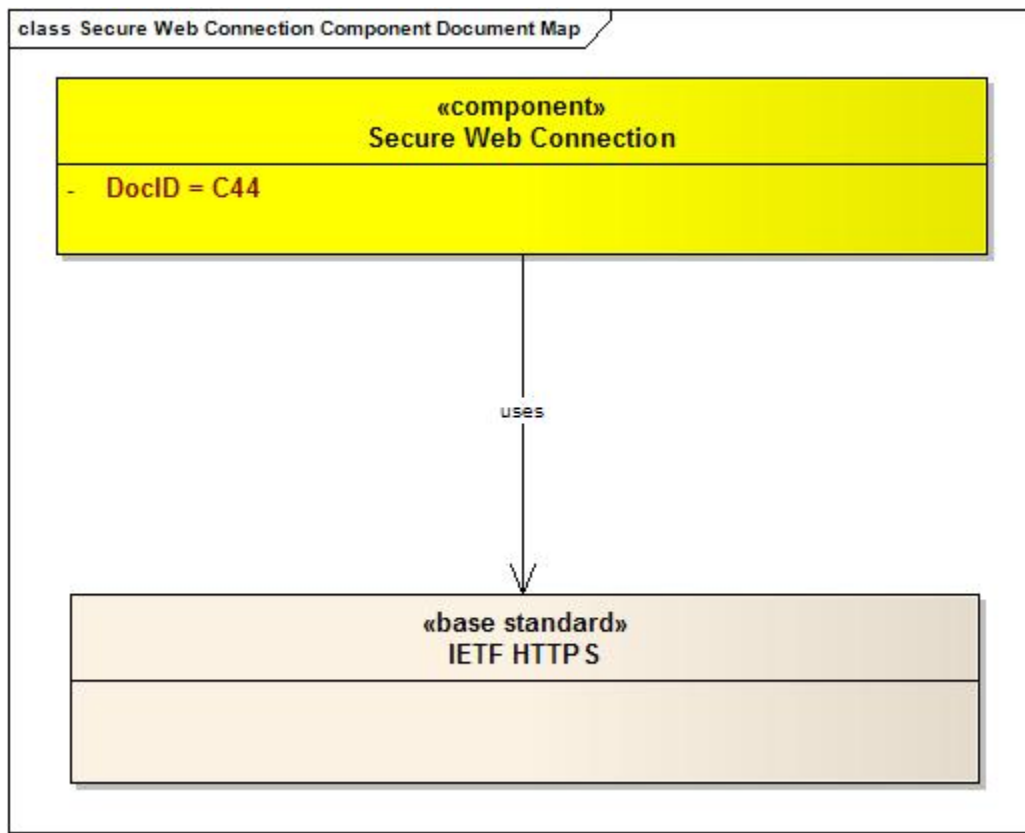 class Secure Web Connection Component Document Map
«component»
Secure Web Connection
- DocID = C44
uses
«base standard»
IETF HTTPS